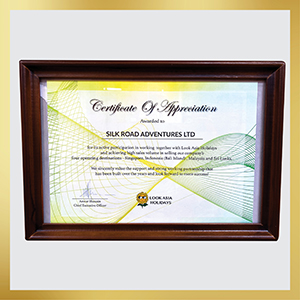 Certificate Of Appreciation
Awarded to
SILK ROAD ADVENTURES LTD
for its active participation in working together with Look Asia Holidays
and achieving high sales volume in selling our company's
four operating destinations - Singapore, Indonesia (Bali Island), Malaysia and Sri Lanka.
We sincerely value the support and strong working partnership that
has been built over the years and look forward to more success!
Chief Executive Officer
LOOK ASIA
HOLIDAYS